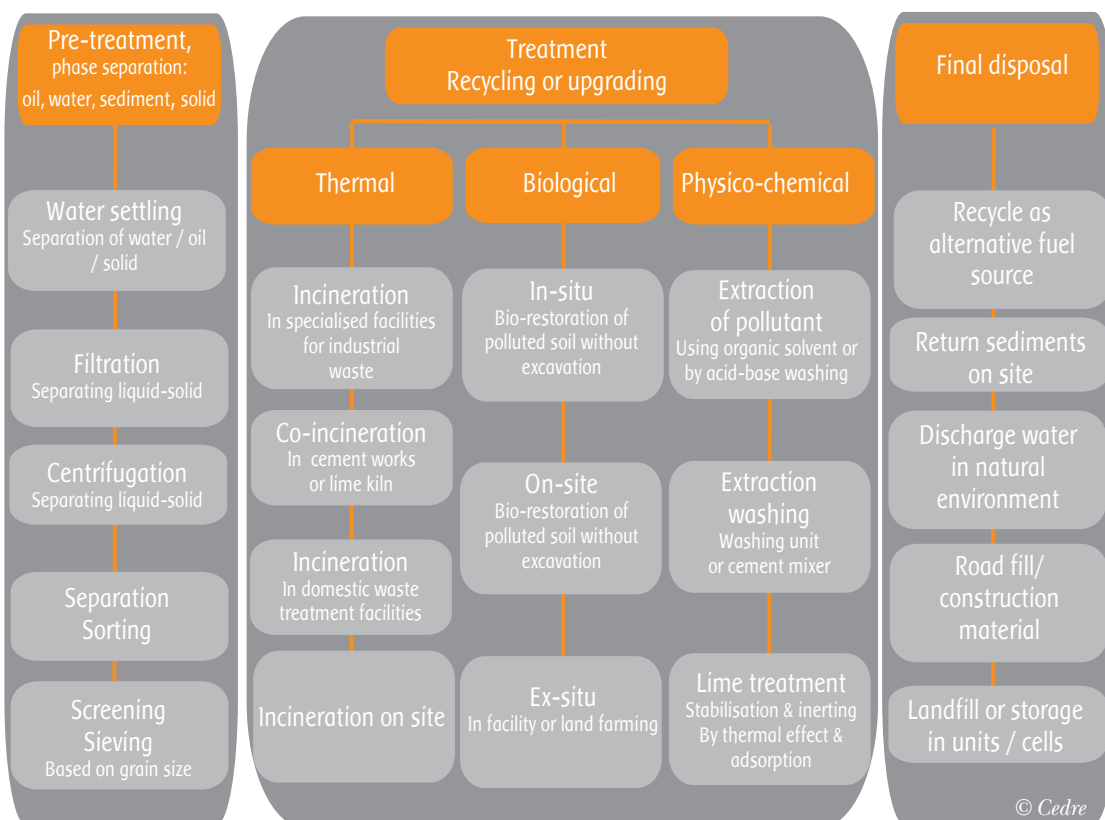 Pre-treatment,
phase separation:
oil, water, sediment, solid
Water settling
Separation of water / oil
/ solid
Filtration
Separating liquid-solid
Centrifugation
Separating liquid-solid
Separation
Sorting
Screening
Sieving
Based on grain size
Treatment
Recycling or upgrading
Thermal
Incineration
In specialised facilities
for industrial
waste
Co-incineration
In cement works
or lime kiln
Incineration
In domestic waste
treatment facilities
Incineration on site
Biological
In-situ
Bio-restoration of
polluted soil without
excavation
On-site
Bio-restoration of
polluted soil without
excavation
Ex-situ
In facility or land farming
Physico-chemical
Extraction
of pollutant
Using organic solvent or
by acid-base washing
Extraction
washing
Washing unit
or cement mixer
Lime treatment
Stabilisation & inerting
By thermal effect &
adsorption
Final disposal
Recycle as
alternative fuel
source
Return sediments
on site
Discharge water
in natural
environment
Road fill/
construction
material
Landfill or storage
in units / cells
© Cedre